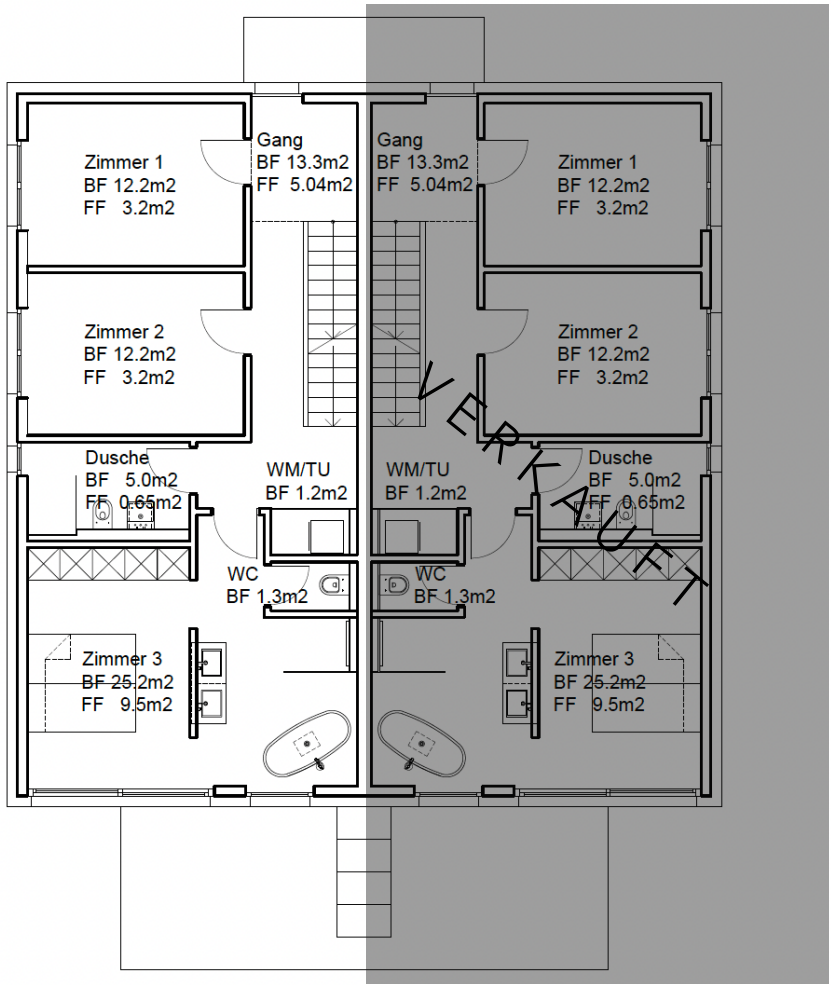 Gang
BF 13.3m2
FF 5.04m2
Zimmer 1
BF 12.2m2
FF 3.2m2
Zimmer 2
BF 12.2m2
FF 3.2m2
Dusche
BF 5.0m2
FF 0.65m2
WM/TU
BF 1.2m2
WC
BF 1.3m2
Zimmer 3
BF 25.2m2
FF 9.5m2
Gang
BF 13.3m2
FF 5.04m2
Zimmer 1
BF 12.2m2
FF 3.2m2
Zimmer 2
BF 12.2m2
FF 3.2m2
VERKAUFT
WM/TU
BF 1.2m2
Dusche
BF 5.0m2
FF 0.65m2
WC
BF 1.3m2
Zimmer 3
BF 25.2m2
FF 9.5m2